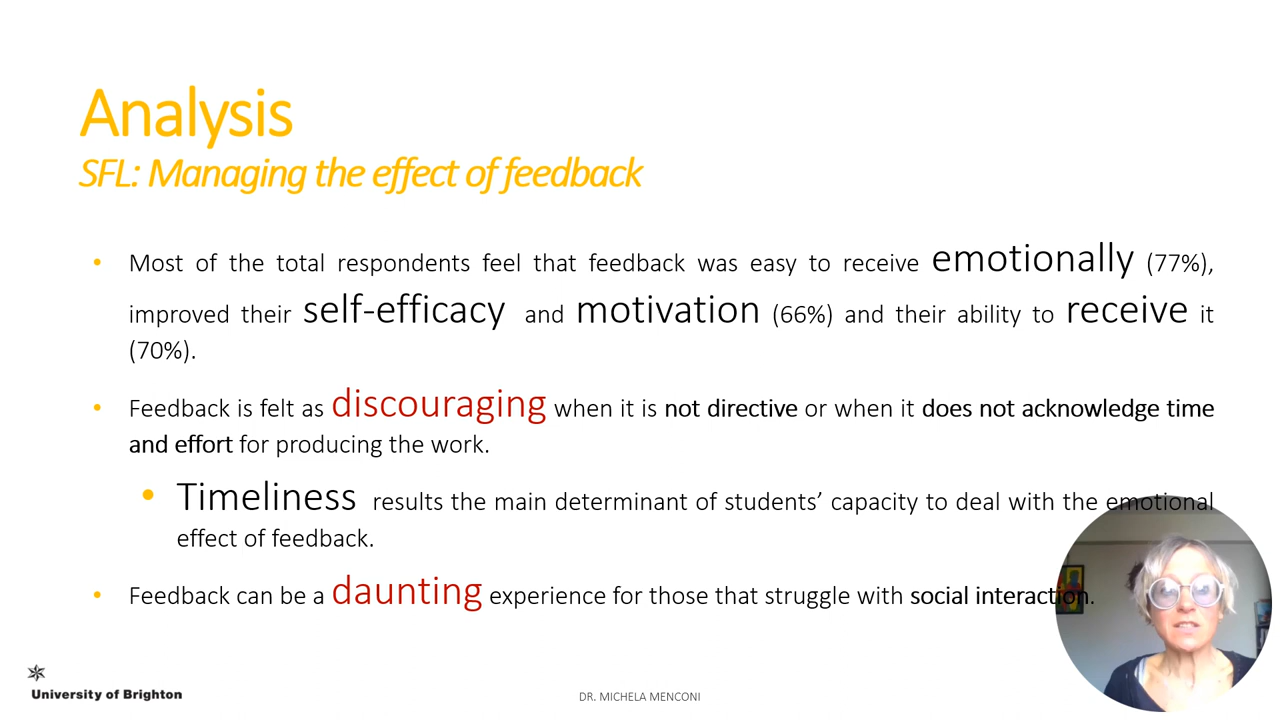 Analysis
SFL: Managing the effect of feedback
• Most of the total respondents feel that feedback was easy to receive emotionally (77%),
improved their self-efficacy and motivation (66%) and their ability to receive it
(70%).
• Feedback is felt as discouraging when it is not directive or when it does not acknowledge time
and effort for producing the work.
• Timeliness results the main determinant of students’ capacity to deal with the emotional
effect of feedback.
• Feedback can be a daunting experience for those that struggle with social interaction.
University of Brighton
DR. MICHELA MENCONI